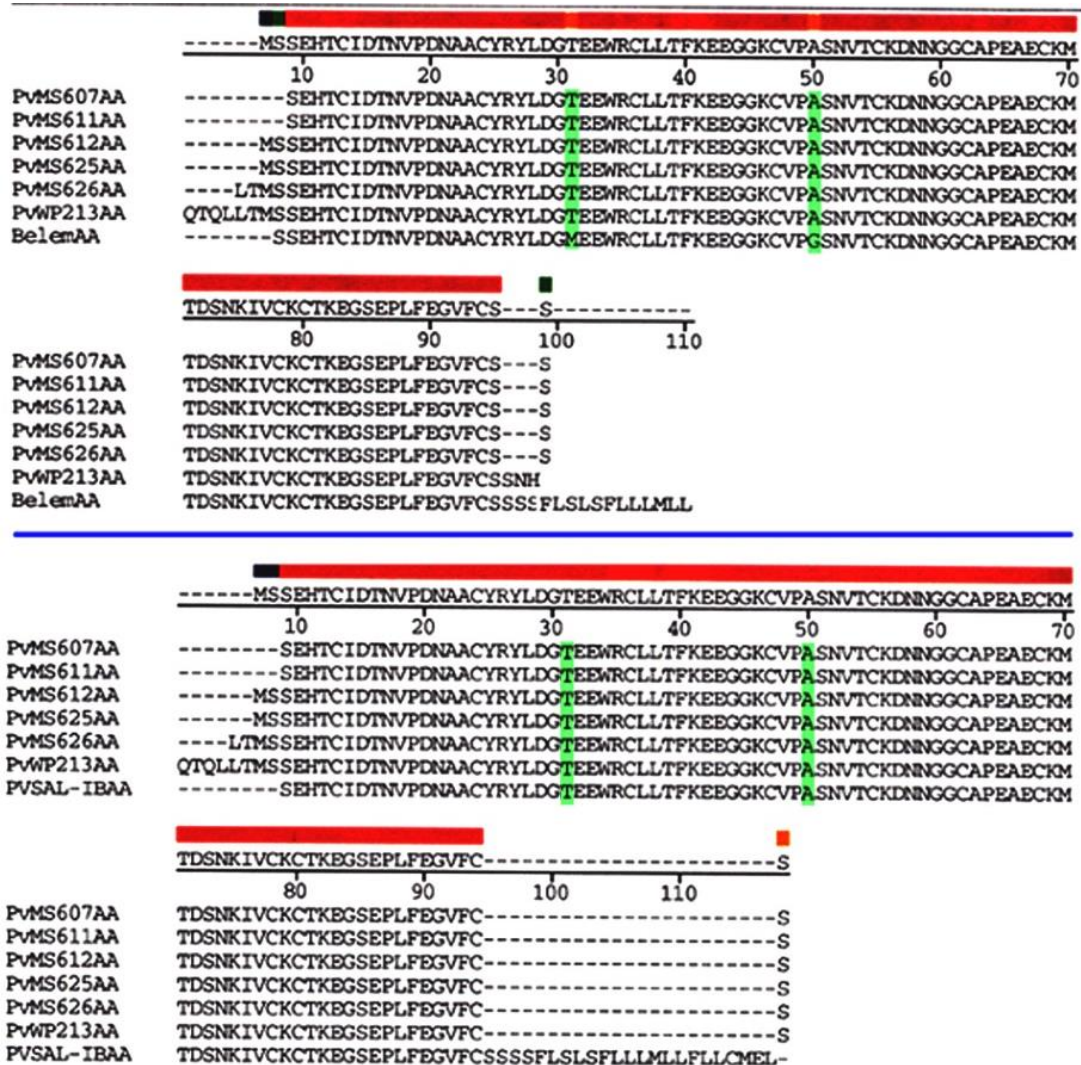 ------MSSEHTCIDTNVPDNAACYRYLDGTEEWRCLLTFKEEGGKCVPASNVTCKDNNGGCAPEAECKM
10 20 30 40 50 60 70
PvMS607AA --------SEHTCIDTNVPDNAACYRYLDGTEEWRCLLTFKEEGGKCVPASNVTCKDNNGGCAPEAECKM
PvMS611AA --------SEHTCIDTNVPDNAACYRYLDGTEEWRCLLTFKEEGGKCVPASNVTCKDNNGGCAPEAECKM
PvMS612AA ------MSSEHTCIDTNVPDNAACYRYLDGTEEWRCLLTFKEEGGKCVPASNVTCKDNNGGCAPEAECKM
PvMS625AA ------MSSEHTCIDTNVPDNAACYRYLDGTEEWRCLLTFKEEGGKCVPASNVTCKDNNGGCAPEAECKM
PvMS626AA ----LTMSSEHTCIDTNVPDNAACYRYLDGTEEWRCLLTFKEEGGKCVPASNVTCKDNNGGCAPEAECKM
PvWP213AA QTQLLTMSSEHTCIDTNVPDNAACYRYLDGTEEWRCLLTFKEEGGKCVPASNVTCKDNNGGCAPEAECKM
BelemAA -------SSEHTCIDTNVPDNAACYRYLDGMEEWRCLLTFKEEGGKCVPGSNVTCKDNNGGCAPEAECKM
TDSNKIVCKCTKEGSEPLFEGVFCS---S-----------
80 90 100 110
PvMS607AA TDSNKIVCKCTKEGSEPLFEGVFCS---S
PvMS611AA TDSNKIVCKCTKEGSEPLFEGVFCS---S
PvMS612AA TDSNKIVCKCTKEGSEPLFEGVFCS---S
PvMS625AA TDSNKIVCKCTKEGSEPLFEGVFCS---S
PvMS626AA TDSNKIVCKCTKEGSEPLFEGVFCS---S
PvWP213AA TDSNKIVCKCTKEGSEPLFEGVFCSSNH
BelemAA TDSNKIVCKCTKEGSEPLFEGVFCSSSSFLSLSFLLLMLL
------MSSEHTCIDTNVPDNAACYRYLDGTEEWRCLLTFKEEGGKCVPASNVTCKDNNGGCAPEAECKM
10 20 30 40 50 60 70
PvMS607AA --------SEHTCIDTNVPDNAACYRYLDGTEEWRCLLTFKEEGGKCVPASNVTCKDNNGGCAPEAECKM
PvMS611AA --------SEHTCIDTNVPDNAACYRYLDGTEEWRCLLTFKEEGGKCVPASNVTCKDNNGGCAPEAECKM
PvMS612AA ------MSSEHTCIDTNVPDNAACYRYLDGTEEWRCLLTFKEEGGKCVPASNVTCKDNNGGCAPEAECKM
PvMS625AA ------MSSEHTCIDTNVPDNAACYRYLDGTEEWRCLLTFKEEGGKCVPASNVTCKDNNGGCAPEAECKM
PvMS626AA ----LTMSSEHTCIDTNVPDNAACYRYLDGTEEWRCLLTFKEEGGKCVPASNVTCKDNNGGCAPEAECKM
PvWP213AA QTQLLTMSSEHTCIDTNVPDNAACYRYLDGTEEWRCLLTFKEEGGKCVPASNVTCKDNNGGCAPEAECKM
PVSAL-IBAA --------SEHTCIDTNVPDNAACYRYLDGTEEWRCLLTFKEEGGKCVPASNVTCKDNNGGCAPEAECKM
TDSNKIVCKCTKEGSEPLFEGVFC-----------------------S
80 90 100 110
PvMS607AA TDSNKIVCKCTKEGSEPLFEGVFC-----------------------S
PvMS611AA TDSNKIVCKCTKEGSEPLFEGVFC-----------------------S
PvMS612AA TDSNKIVCKCTKEGSEPLFEGVFC-----------------------S
PvMS625AA TDSNKIVCKCTKEGSEPLFEGVFC-----------------------S
PvMS626AA TDSNKIVCKCTKEGSEPLFEGVFC-----------------------S
PvWP213AA TDSNKIVCKCTKEGSEPLFEGVFC-----------------------S
PVSAL-IBAA TDSNKIVCKCTKEGSEPLFEGVFCSSSSFLSLSFLLLMLLFLLCMEL-